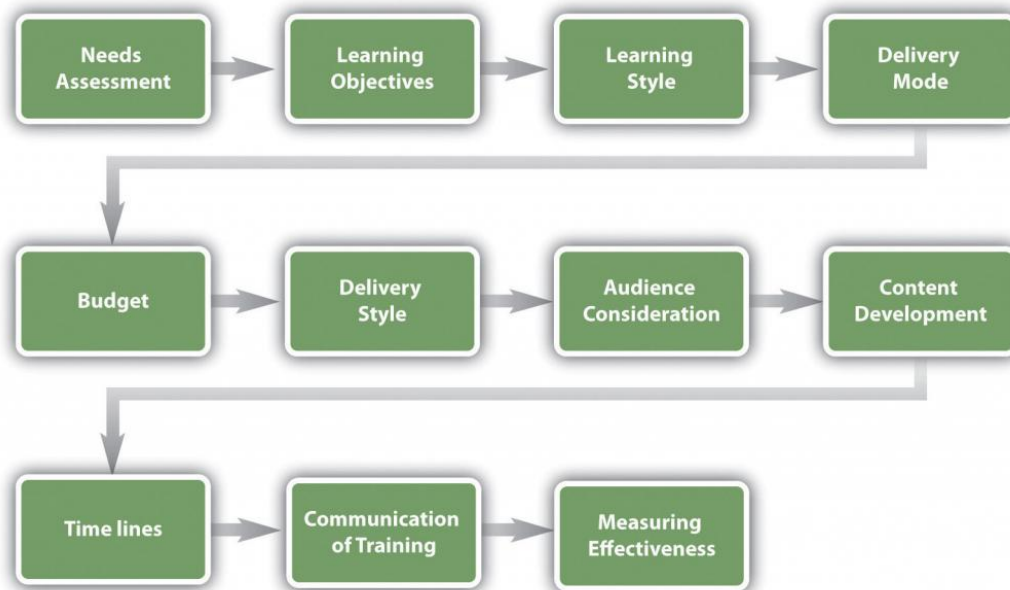 Needs
Assessment
Learning
Objectives
Learning
Style
Delivery
Mode
Budget
Delivery
Style
Audience
Consideration
Content
Development
Time lines
Communication
of Training
Measuring
Effectiveness